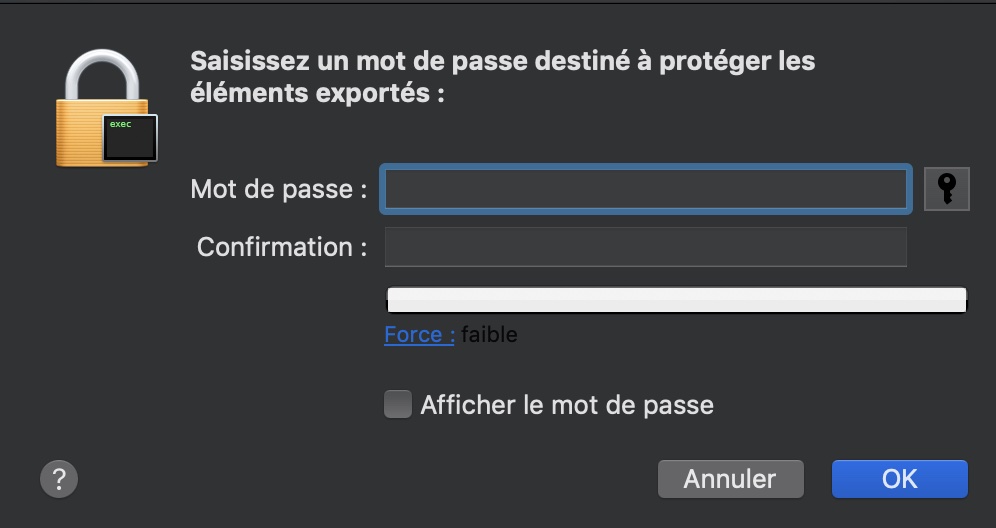 Saisissez un mot de passe destiné à protéger les
éléments exportés :
exec
Mot de passe :
Confirmation :
Force : faible
Afficher le mot de passe
?
Annuler
OK